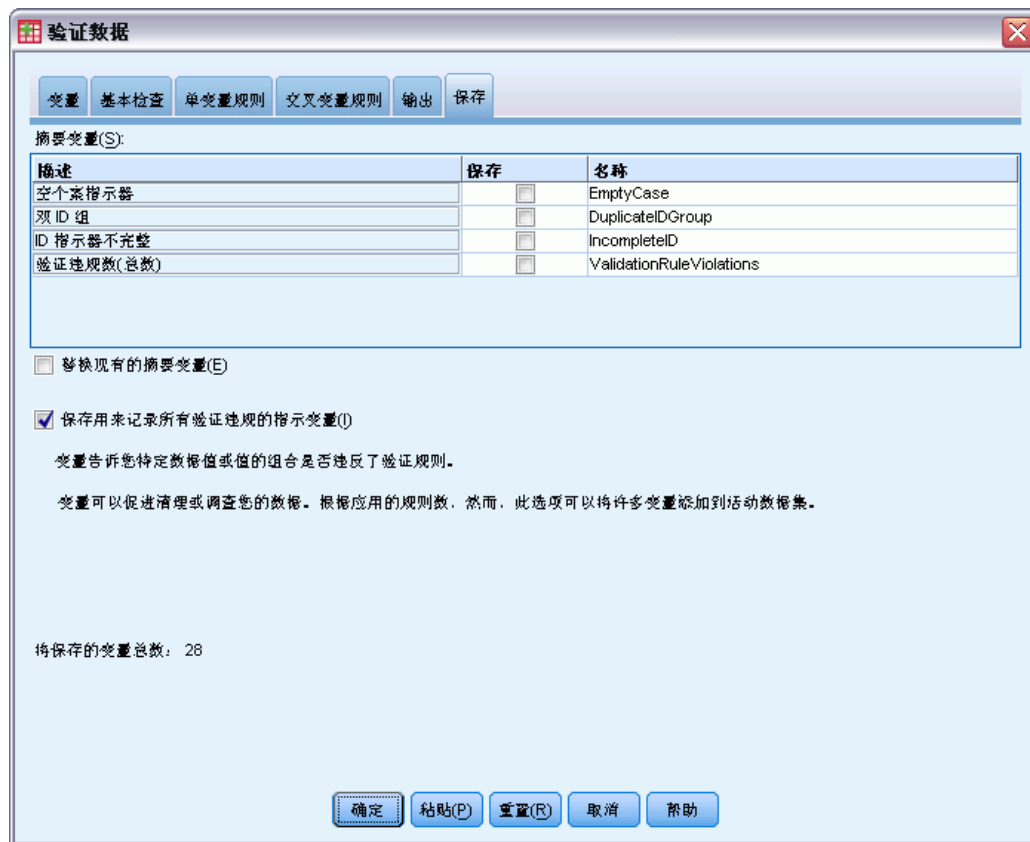 验证数据
变量 基本检查 单变量规则 交叉变量规则 输出 保存
摘要变量(S):
描述 保存 名称
空个案指示器 EmptyCase
双 ID 组 DuplicateIDGroup
ID 指示器不完整 IncompleteID
验证违规数(总数) ValidationRuleViolations
替换现有的摘要变量(E)
保存用来记录所有验证违规的指示变量(I)
变量告诉您特定数据值或值的组合是否违反了验证规则。
变量可以促进清理或调查您的数据。根据应用的规则数，然而，此选项可以将许多变量添加到活动数据集。
将保存的变量总数： 28
确定 粘贴(P) 重置(R) 取消 帮助